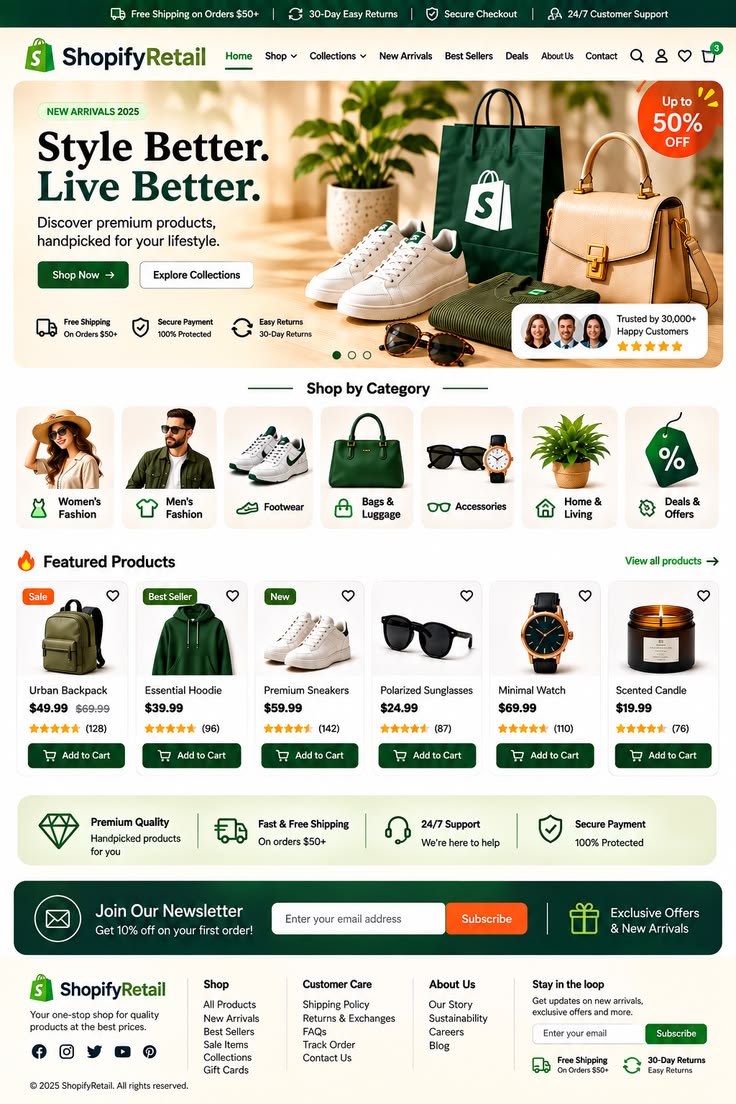 Free Shipping on Orders $50+
30-Day Easy Returns
Secure Checkout
24/7 Customer Support
S
ShopifyRetail
Home
Shop
Collections
New Arrivals
Best Sellers
Deals
About Us
Contact
3
NEW ARRIVALS 2025
Style Better.
Live Better.
Discover premium products,
handpicked for your lifestyle.
Shop Now →
Explore Collections
Free Shipping
On Orders $50+
Secure Payment
100% Protected
Easy Returns
30-Day Returns
S
Up to
50%
OFF
Trusted by 30,000+
Happy Customers
Shop by Category
Women's
Fashion
Men's
Fashion
Footwear
Bags &
Luggage
Accessories
Home &
Living
%
Deals &
Offers
Featured Products
View all products →
Sale
Urban Backpack
$49.99 $69.99
(128)
Add to Cart
Best Seller
Essential Hoodie
$39.99
(96)
Add to Cart
New
Premium Sneakers
$59.99
(142)
Add to Cart
Polarized Sunglasses
$24.99
(87)
Add to Cart
Minimal Watch
$69.99
(110)
Add to Cart
Scented Candle
$19.99
(76)
Add to Cart
Premium Quality
Handpicked products
for you
Fast & Free Shipping
On orders $50+
24/7 Support
We're here to help
Secure Payment
100% Protected
Join Our Newsletter
Get 10% off on your first order!
Enter your email address
Subscribe
Exclusive Offers
& New Arrivals
S
ShopifyRetail
Your one-stop shop for quality
products at the best prices.
© 2025 ShopifyRetail. All rights reserved.
Shop
All Products
New Arrivals
Best Sellers
Sale Items
Collections
Gift Cards
Customer Care
Shipping Policy
Returns & Exchanges
FAQs
Track Order
Contact Us
About Us
Our Story
Sustainability
Careers
Blog
Stay in the loop
Get updates on new arrivals,
exclusive offers and more.
Enter your email
Subscribe
Free Shipping
On Orders $50+
30-Day Returns
Easy Returns